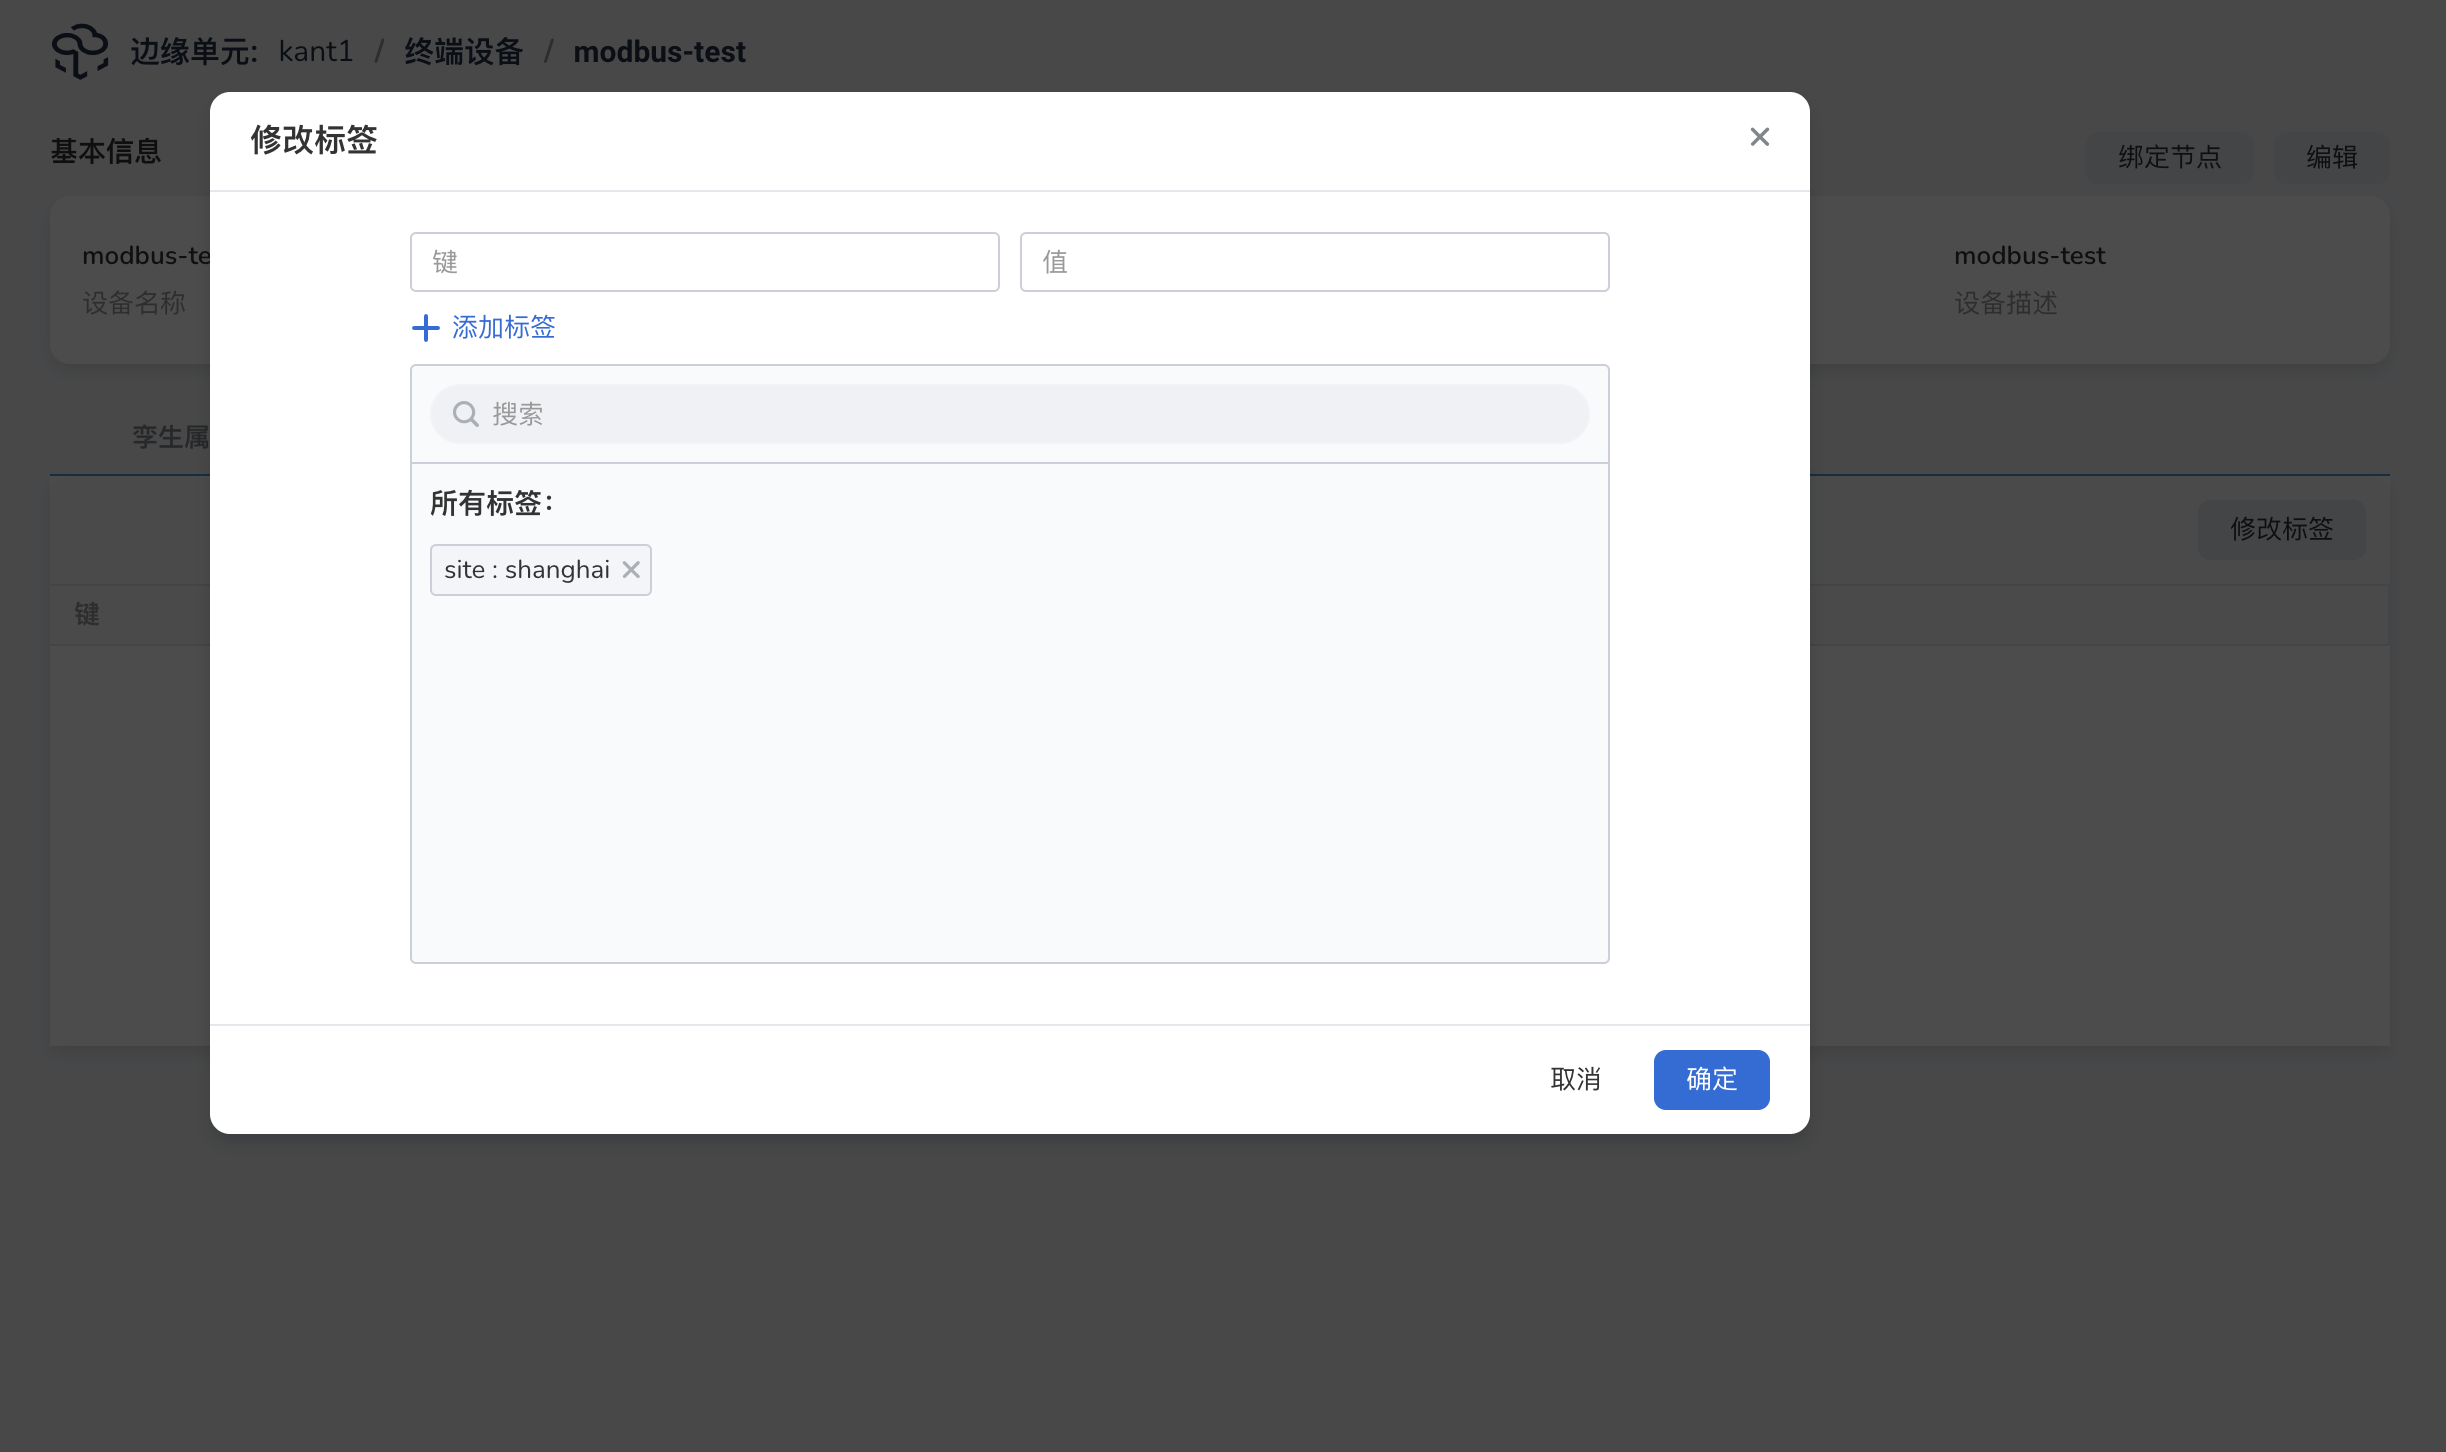 边缘单元: kant1 / 终端设备 / modbus-test
修改标签
基本信息
绑定节点
编辑
键
值
modbus-te
modbus-test
设备名称
设备描述
添加标签
搜索
孪生属
所有标签：
修改标签
site : shanghai
键
取消
确定